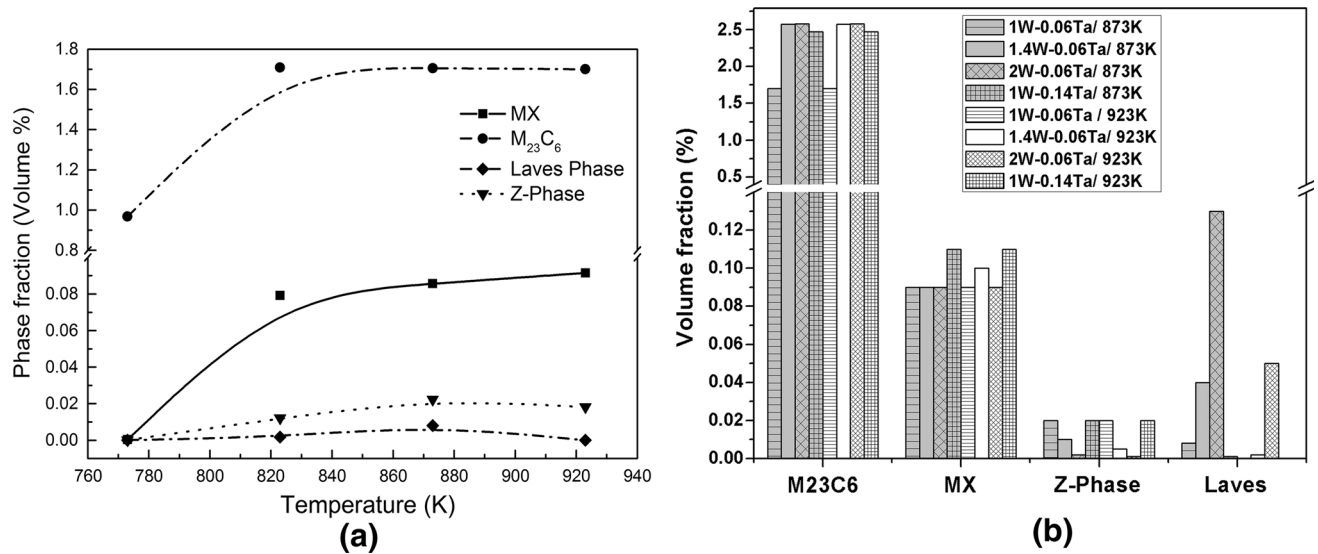 1.8
1.6
1.4
1.2
1.0
0.8
0.08
0.06
0.04
0.02
0.00
Phase fraction (Volume %)
MX
M23C6
Laves Phase
Z-Phase
760 780 800 820 840 860 880 900 920 940
Temperature (K)
(a)
2.5
2.0
1.5
1.0
0.5
0.12
0.10
0.08
0.06
0.04
0.02
0.00
Volume fraction (%)
1W-0.06Ta/ 873K
1.4W-0.06Ta/ 873K
2W-0.06Ta/ 873K
1W-0.14Ta/ 873K
1W-0.06Ta / 923K
1.4W-0.06Ta/ 923K
2W-0.06Ta/ 923K
1W-0.14Ta/ 923K
M23C6 MX Z-Phase Laves
(b)